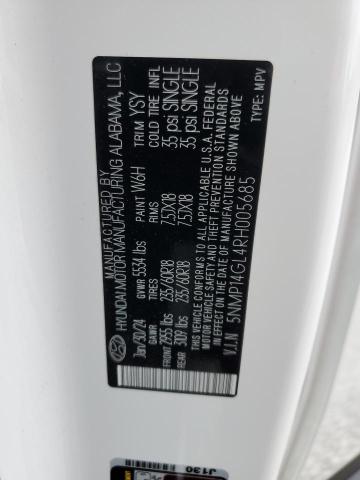 MANUFACTURED BY
HYUNDAI MOTOR MANUFACTURING ALABAMA, LLC
Jan/30/24 GVWR 5534 lbs PAINT W6H TRIM YSY
GAWR TIRES RIMS COLD TIRE INFL
FRONT 2955 lbs 235/60R18 7.5JX18 35 psi SINGLE
REAR 3109 lbs 235/60R18 7.5JX18 35 psi SINGLE
THIS VEHICLE CONFORMS TO ALL APPLICABLE U.S.A. FEDERAL
MOTOR VEHICLE SAFETY AND THEFT PREVENTION STANDARDS
IN EFFECT ON THE DATE OF MANUFACTURE SHOWN ABOVE
V.I.N 5NMP14GL4RH005685 TYPE: MPV
J130